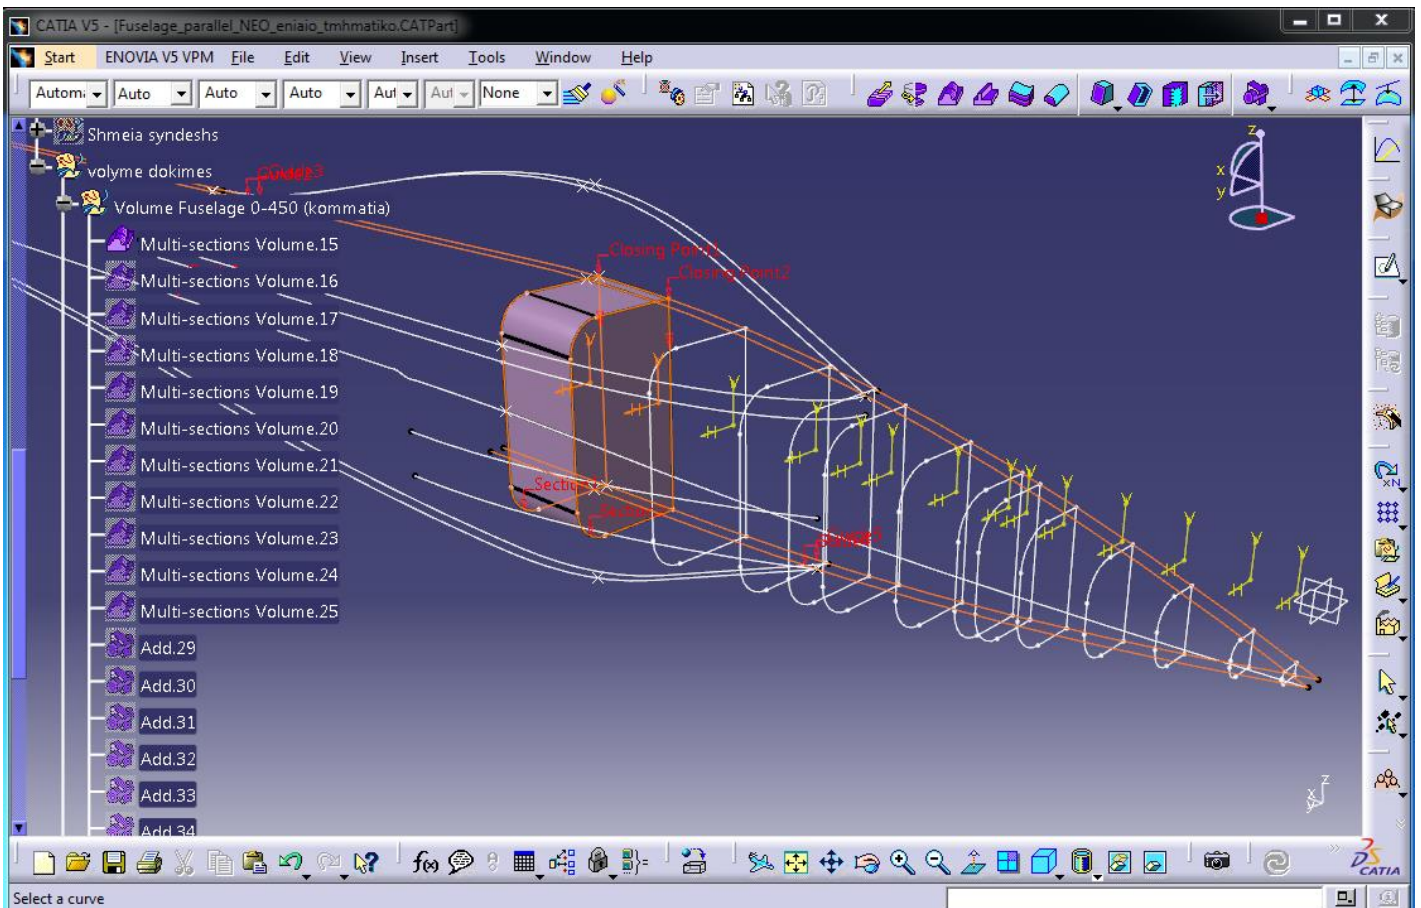 CATIA V5 - [Fuselage_parallel_NEO_eniaio_tmhmatiko.CATPart]
Start ENOVIA V5 VPM File Edit View Insert Tools Window Help
Auto Auto Auto None
Shmeia syndeshs
volyme dokimes
Volume Fuselage 0-450 (kommatia)
Multi-sections Volume.15
Multi-sections Volume.16
Multi-sections Volume.17
Multi-sections Volume.18
Multi-sections Volume.19
Multi-sections Volume.20
Multi-sections Volume.21
Multi-sections Volume.22
Multi-sections Volume.23
Multi-sections Volume.24
Multi-sections Volume.25
Add.29
Add.30
Add.31
Add.32
Add.33
Add.34
Closing Point1
Closing Point2
z
x
y
f(x)
CATIA
Select a curve